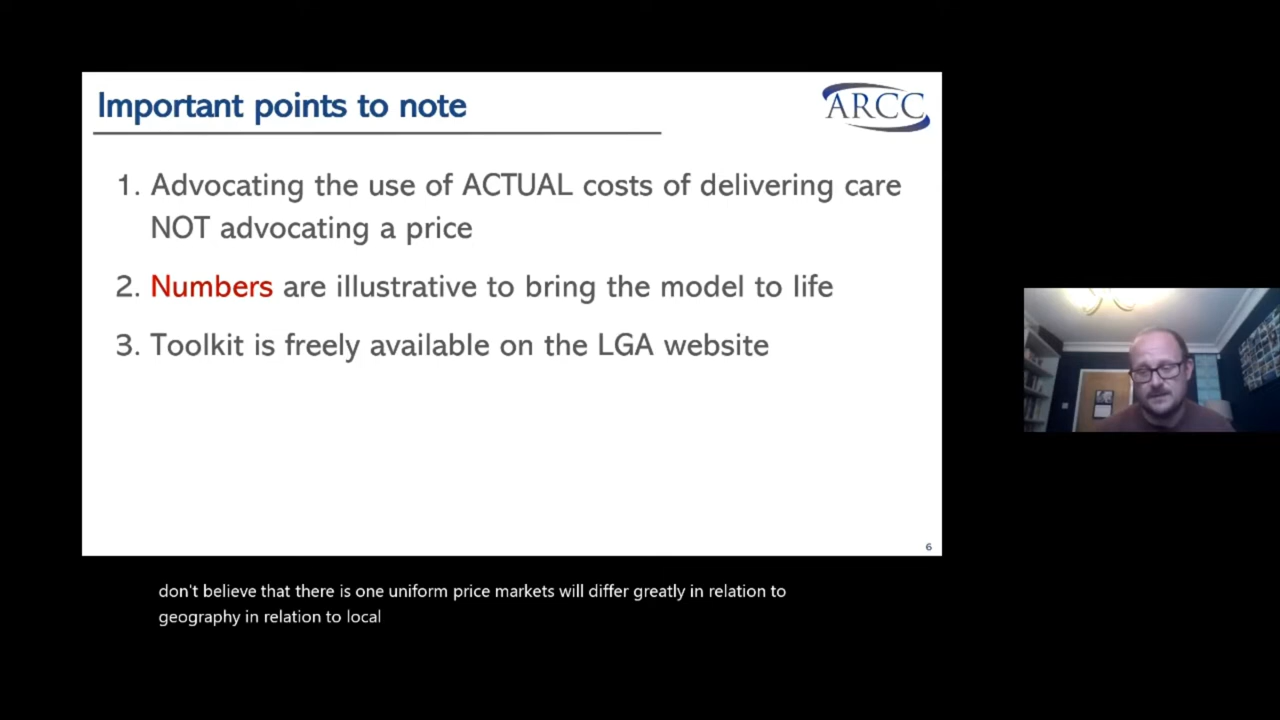 Important points to note
ARCC
1. Advocating the use of ACTUAL costs of delivering care
NOT advocating a price
2. Numbers are illustrative to bring the model to life
3. Toolkit is freely available on the LGA website
6
don't believe that there is one uniform price markets will differ greatly in relation to
geography in relation to local